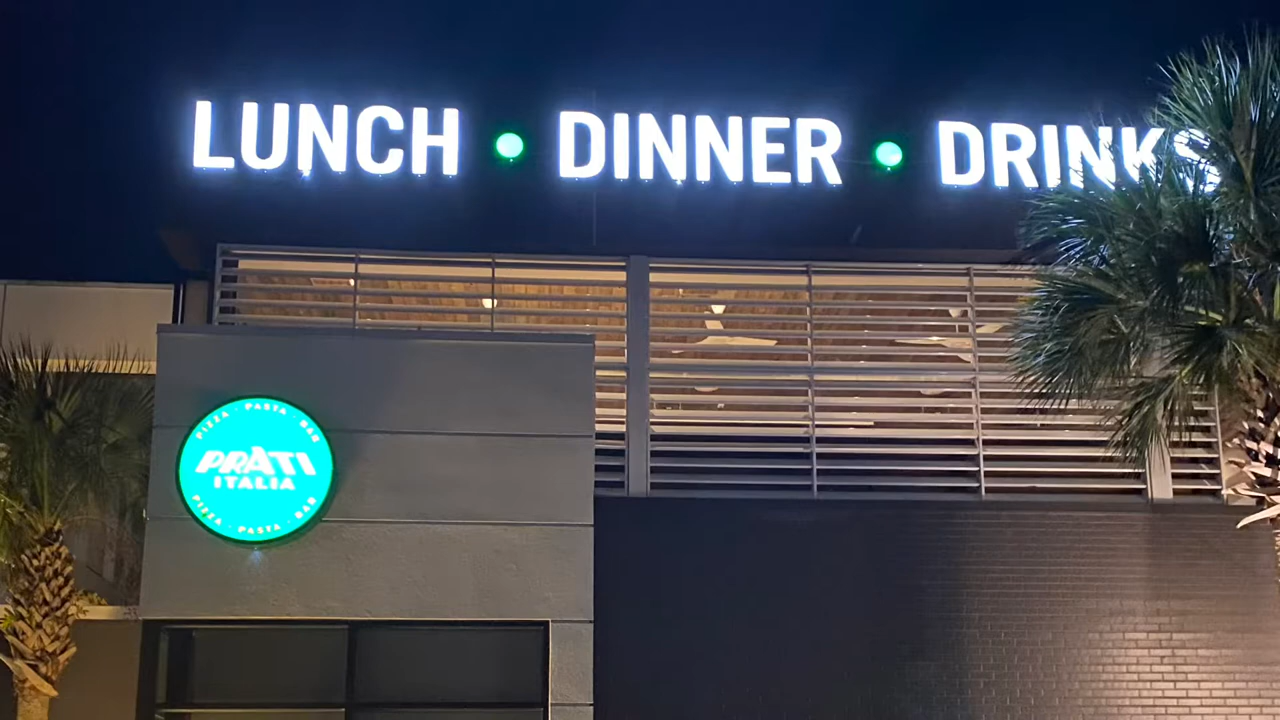 LUNCH • DINNER • DRINKS
PIZZA · PASTA · BAR
PRATI
ITALIA
PIZZA · PASTA · BAR